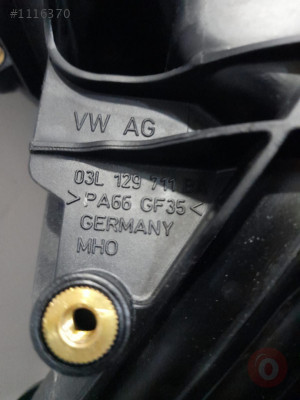 #1116370
VW AG
03L 129 711
>PA66 GF35<
GERMANY
MHO